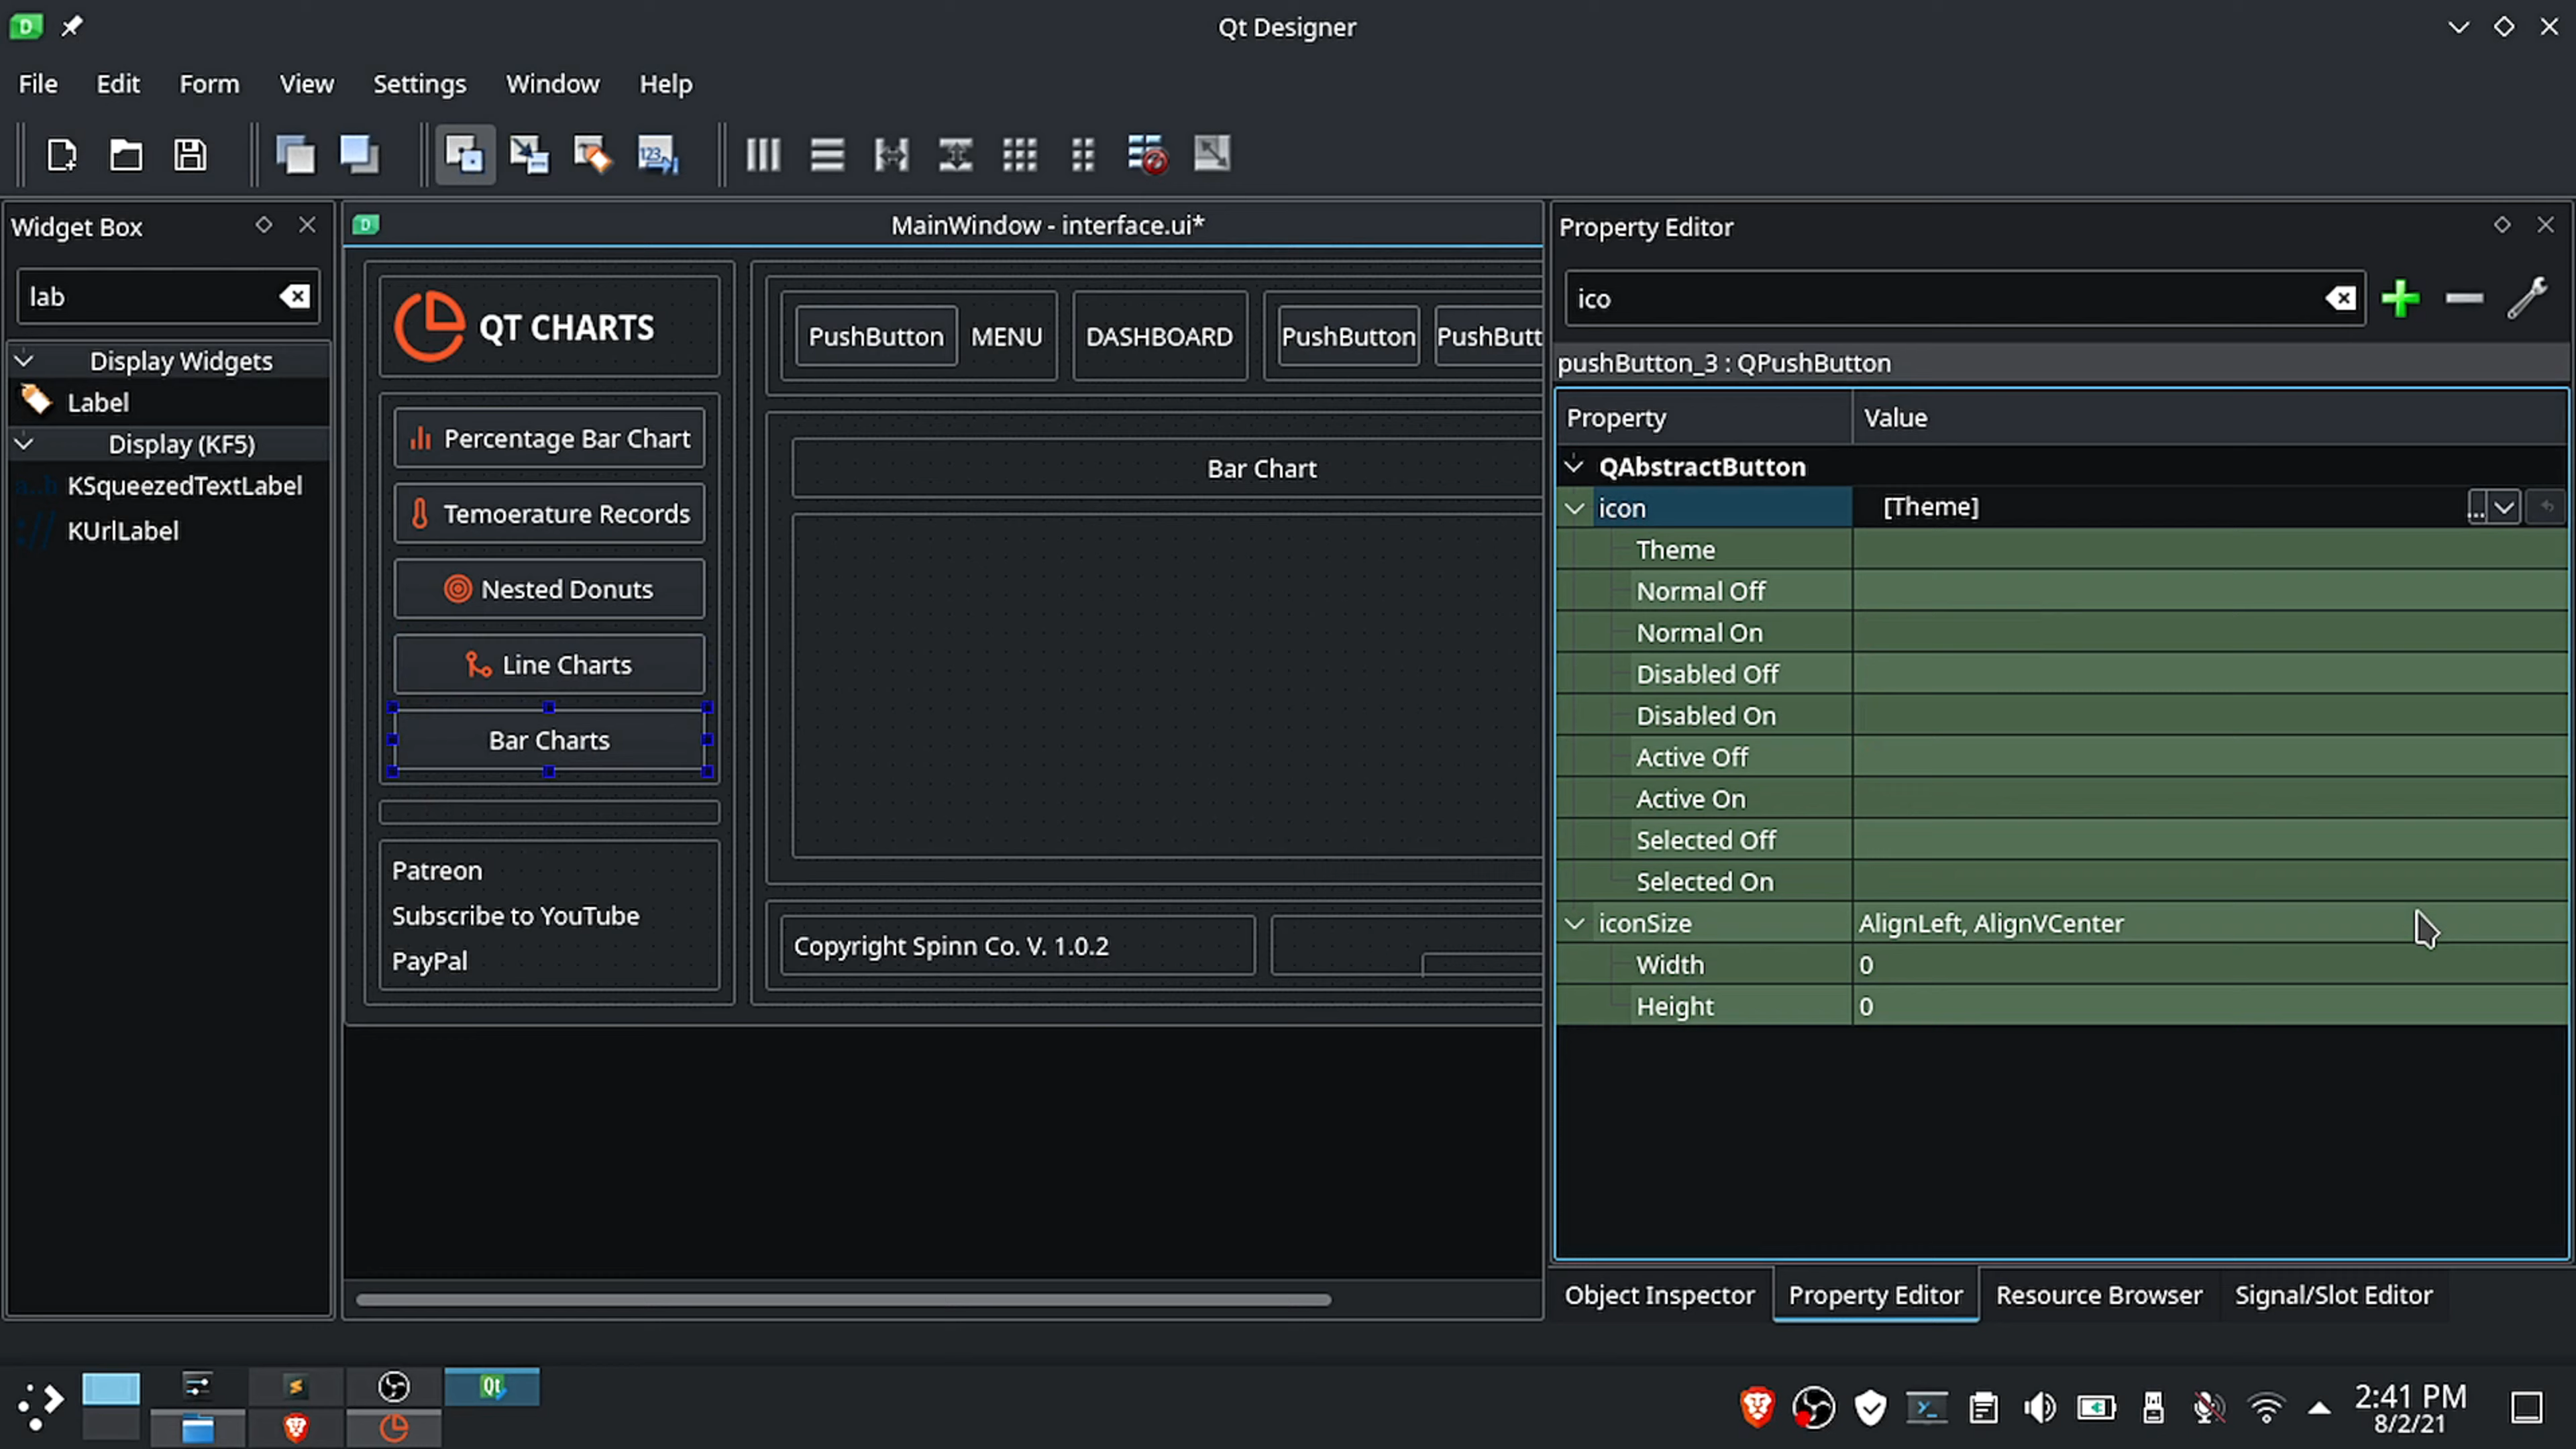 Qt Designer
File Edit Form View Settings Window Help
123
Widget Box
lab
Display Widgets
Label
Display (KF5)
a..b KSqueezedTextLabel
:// KUrlLabel
MainWindow - interface.ui*
QT CHARTS
Percentage Bar Chart
Temoerature Records
Nested Donuts
Line Charts
Bar Charts
Patreon
Subscribe to YouTube
PayPal
PushButton MENU DASHBOARD PushButton PushButt
Bar Chart
Copyright Spinn Co. V. 1.0.2
Property Editor
ico
pushButton_3 : QPushButton
Property Value
QAbstractButton
icon [Theme] ...
Theme
Normal Off
Normal On
Disabled Off
Disabled On
Active Off
Active On
Selected Off
Selected On
iconSize AlignLeft, AlignVCenter
Width 0
Height 0
Object Inspector Property Editor Resource Browser Signal/Slot Editor
Qt
2:41 PM
8/2/21